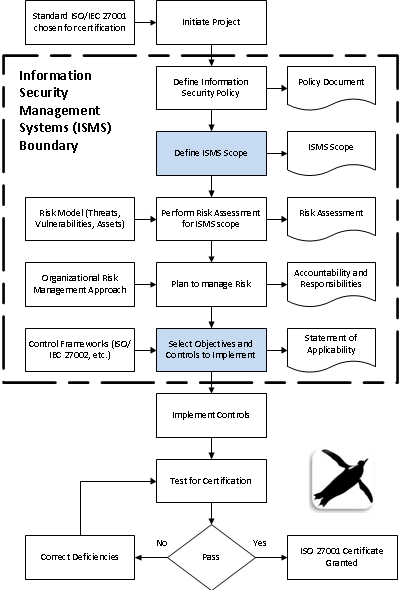 Standard ISO/IEC 27001
chosen for certification
Initiate Project
Information
Security
Management
Systems (ISMS)
Boundary
Define Information
Security Policy
Policy Document
Define ISMS Scope
ISMS Scope
Risk Model (Threats,
Vulnerabilities, Assets)
Perform Risk Assessment
for ISMS scope
Risk Assessment
Organizational Risk
Management Approach
Plan to manage Risk
Accountability and
Responsibilities
Control Frameworks (ISO/
IEC 27002, etc.)
Select Objectives and
Controls to Implement
Statement of
Applicability
Implement Controls
Test for Certification
No
Yes
Correct Deficiencies
Pass
ISO 27001 Certificate
Granted